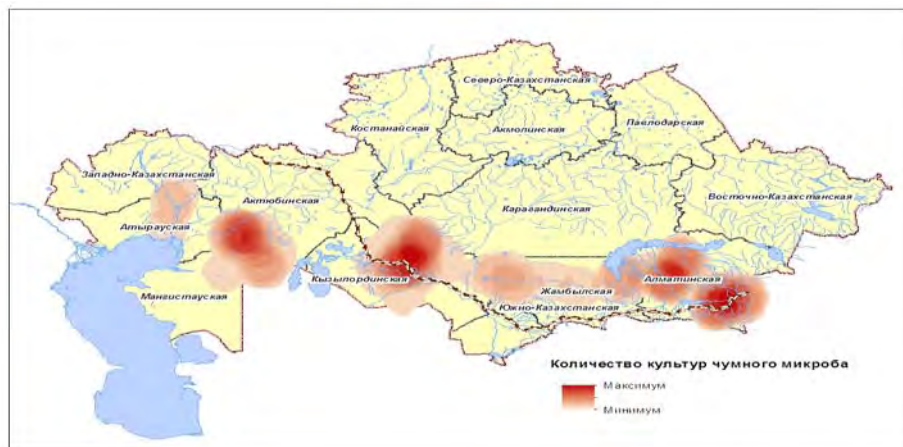 Северо-Казахстанская
Костанайская
Акмолинская
Павлодарская
Западно-Казахстанская
Актюбинская
Восточно-Казахстанская
Карагандинская
Атырауская
Кызылординская
Алматинская
Жамбылская
Мангистауская
Южно-Казахстанская
Количество культур чумного микроба
Максимум
Минимум